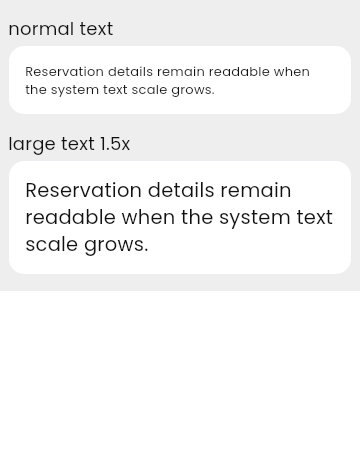 normal text
Reservation details remain readable when
the system text scale grows.
large text 1.5x
Reservation details remain
readable when the system text
scale grows.